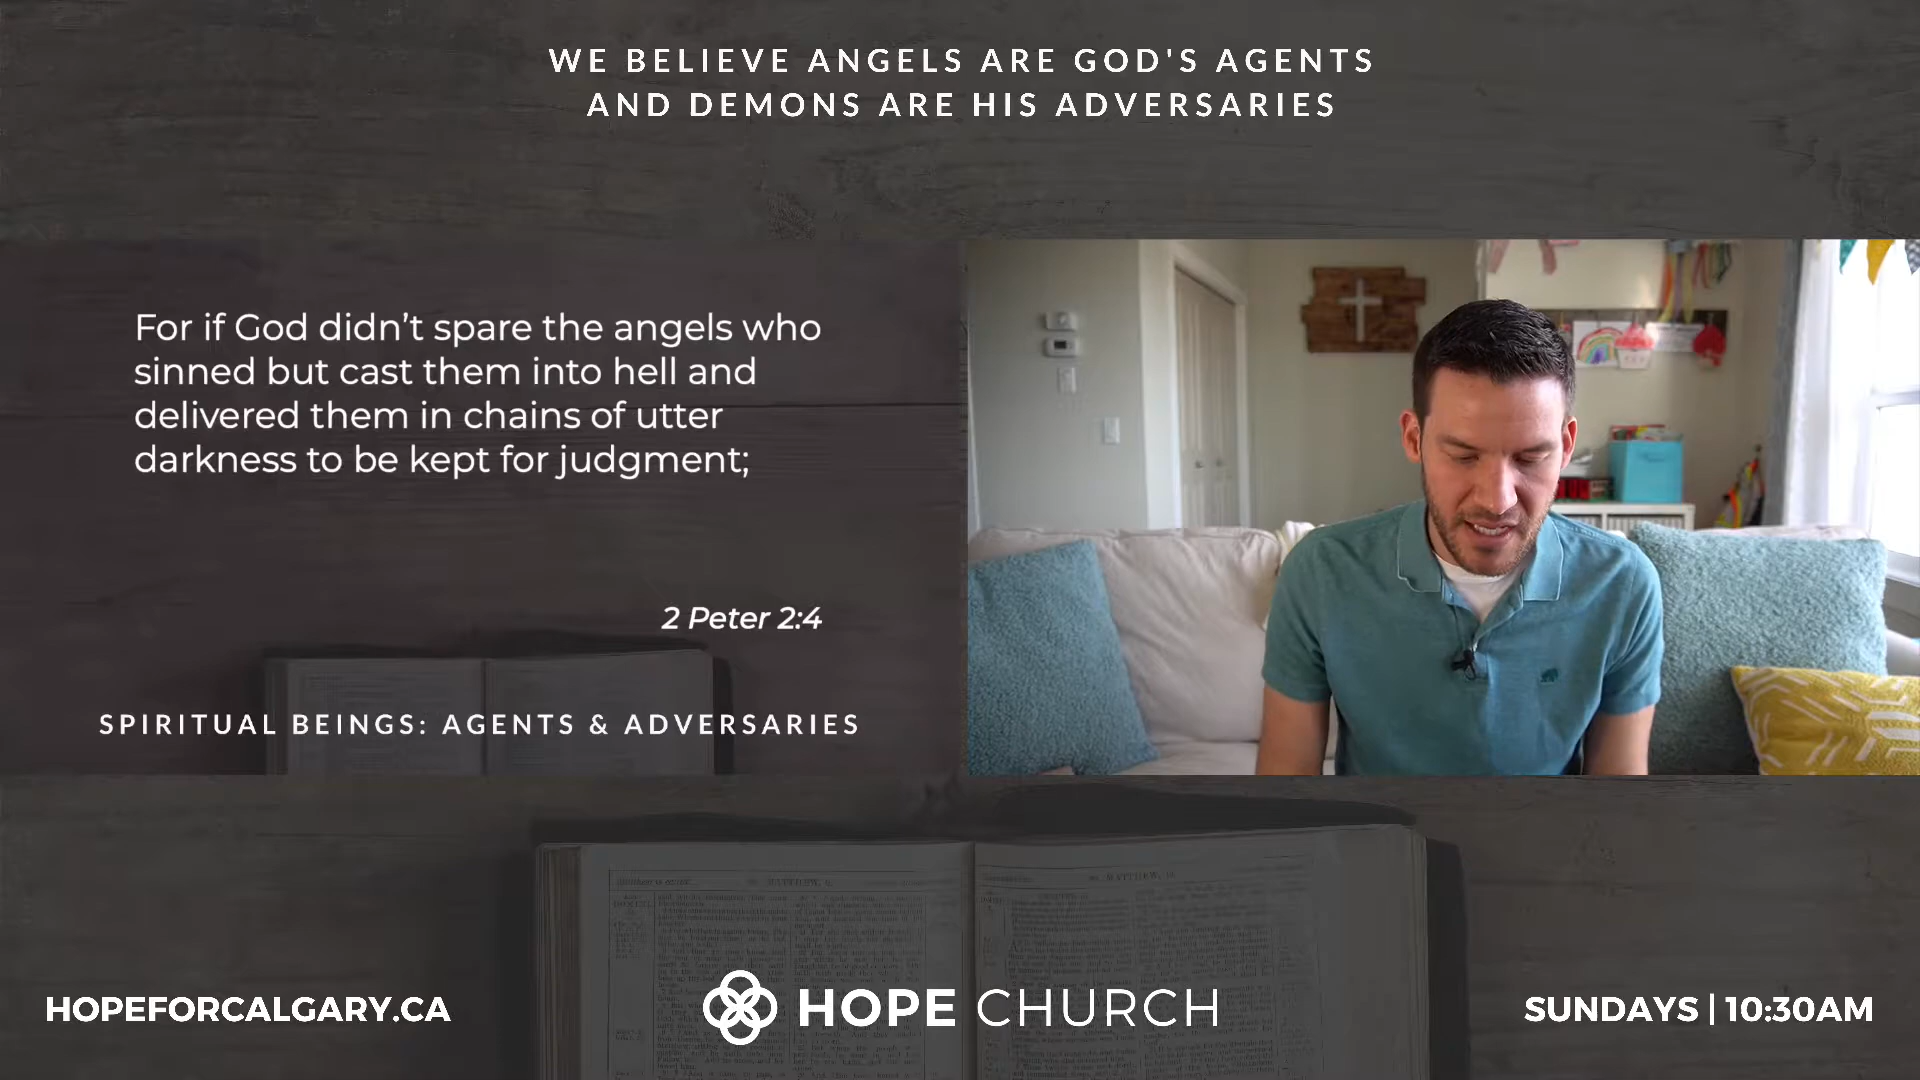 WE BELIEVE ANGELS ARE GOD'S AGENTS
AND DEMONS ARE HIS ADVERSARIES
For if God didn’t spare the angels who
sinned but cast them into hell and
delivered them in chains of utter
darkness to be kept for judgment;
2 Peter 2:4
SPIRITUAL BEINGS: AGENTS & ADVERSARIES
HOPEFORCALGARY.CA
HOPE CHURCH
SUNDAYS | 10:30AM